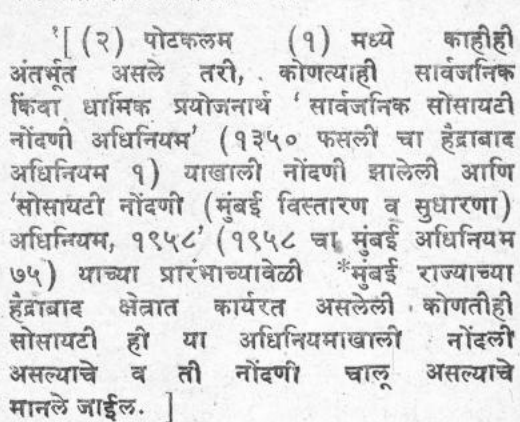 ¹[ (२) पोटकलम (१) मध्ये काहीही
अंतर्भूत असले तरी, कोणत्याही सार्वजनिक
किंवा धार्मिक प्रयोजनार्थ ' सार्वजनिक सोसायटी
नोंदणी अधिनियम' (१३५० फसली चा हैद्राबाद
अधिनियम १) याखाली नोंदणी झालेली आणि
'सोसायटी नोंदणी (मुंबई विस्तारण व सुधारणा)
अधिनियम, १९५८' (१९५८ चा मुंबई अधिनियम
७५) याच्या प्रारंभाच्यावेळी *मुंबई राज्याच्या
हैद्राबाद क्षेत्रात कार्यरत असलेली कोणतीही
सोसायटी ही या अधिनियमाखाली नोंदली
असल्याचे व ती नोंदणी चालू असल्याचे
मानले जाईल. ]